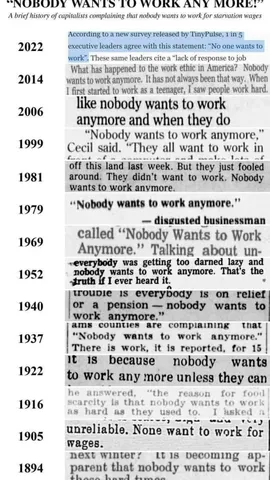 "NOBODY WANTS TO WORK ANY MORE!"
A brief history of capitalists complaining that nobody wants to work for starvation wages
2022
According to a new survey released by TinyPulse, 1 in 5
executive leaders agree with this statement: "No one wants to
work". These same leaders cite a "lack of response to job
2014
What has happened to the work ethic in America? Nobody
wants to work anymore. It has not always been that way. When
I first started to work as a teenager, I saw people work hard.
2006
like nobody wants to work
anymore and when they do
1999
"Nobody wants to work anymore,"
Cecil said. "They all want to work in
1981
off this land last week. But they just fooled
around. They didn't want to work. Nobody
wants to work anymore.
1979
"Nobody wants to work anymore."
— disgusted businessman
1969
called "Nobody Wants to Work
Anymore." Talking about un-
1952
everybody was getting too darned lazy and
nobody wants to work anymore. That's the
truth if I ever heard it.
1940
trouble is everybody is on relief
or a pension — nobody wants to
work anymore."
1937
ams counties are complaining that
"Nobody wants to work anymore."
There is work, it is reported, for 15
1922
it is because nobody wants
to work any more unless they can
1916
he answered, "the reason for food
scarcity is that nobody wants to work
as hard as they used to. I asked a
1905
unreliable. None want to work for
wages.
1894
next winter? It is becoming ap-
parent that nobody wants to work
these hard times.